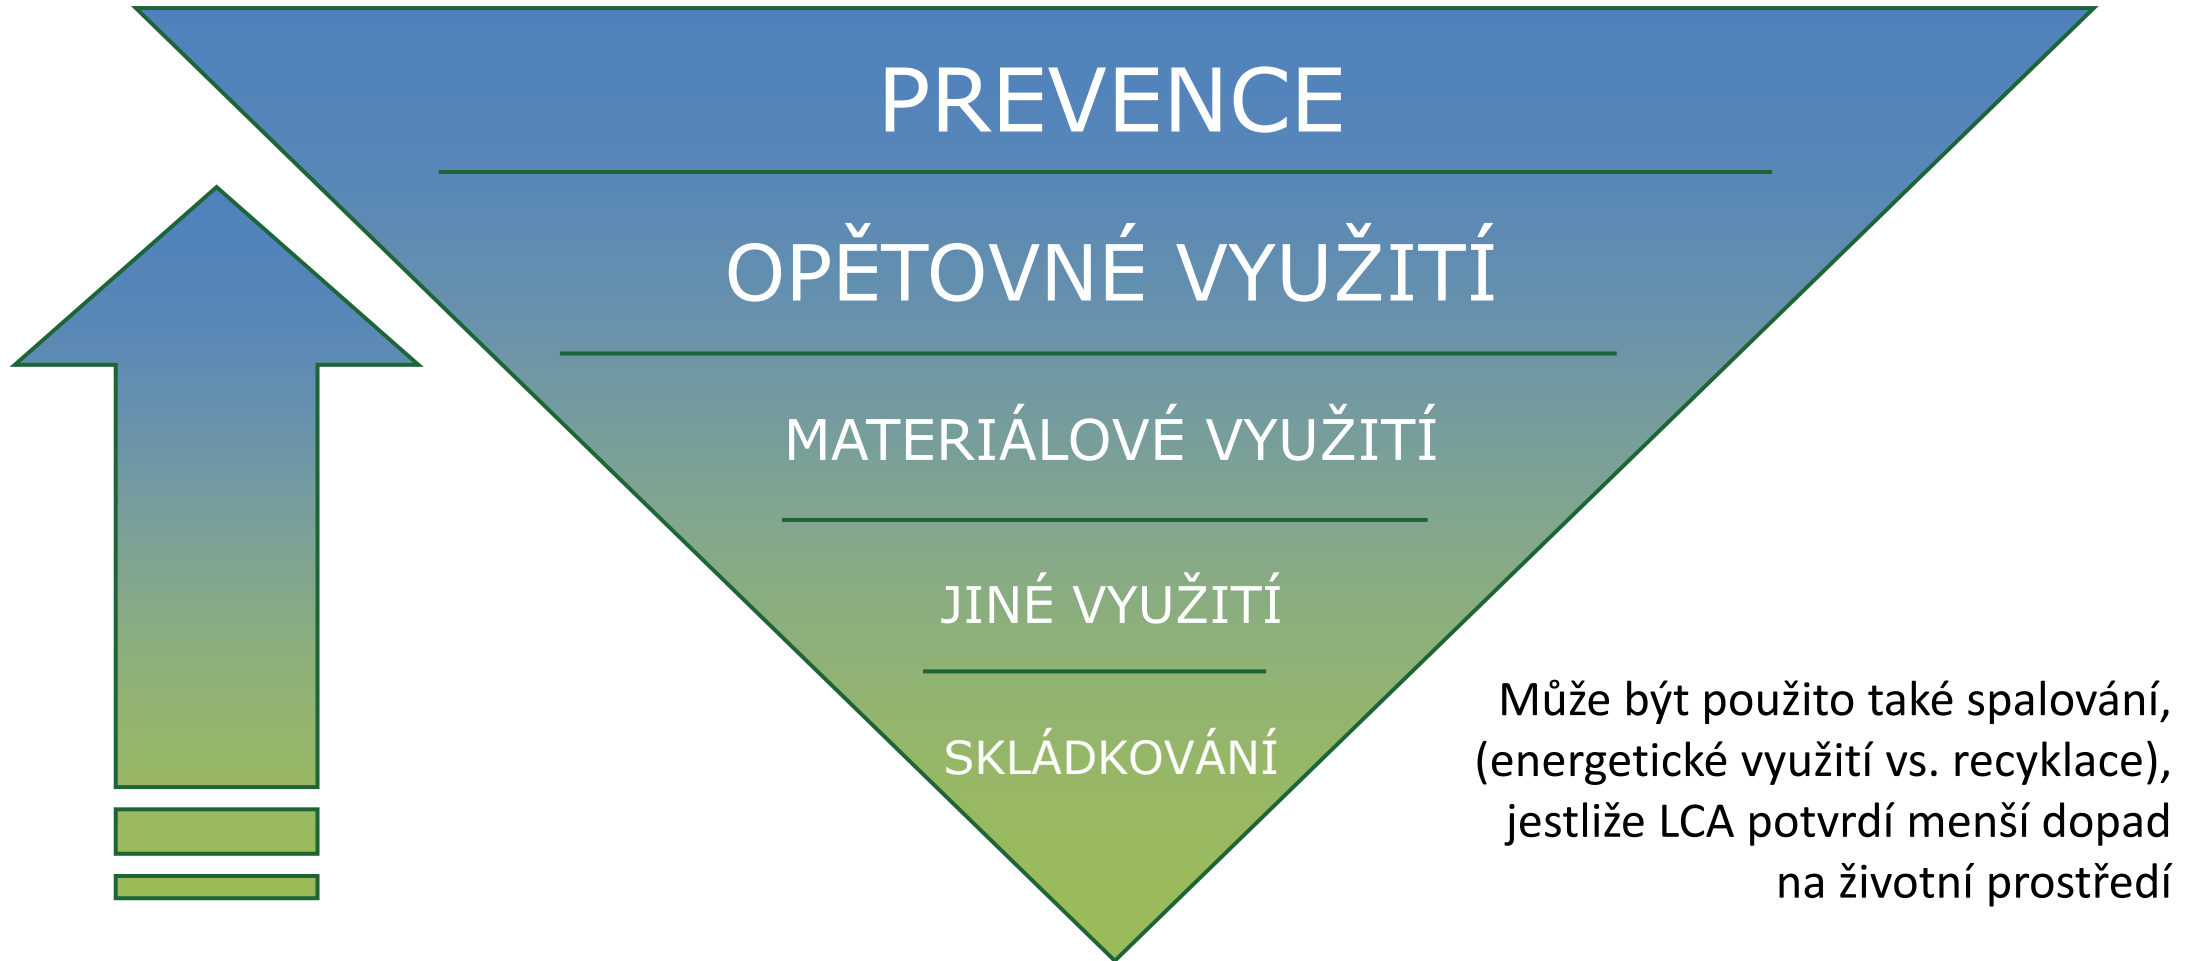 PREVENCE
OPĚTOVNÉ VYUŽITÍ
MATERIÁLOVÉ VYUŽITÍ
JINÉ VYUŽITÍ
SKLÁDKOVÁNÍ
Může být použito také spalování,
(energetické využití vs. recyklace),
jestliže LCA potvrdí menší dopad
na životní prostředí